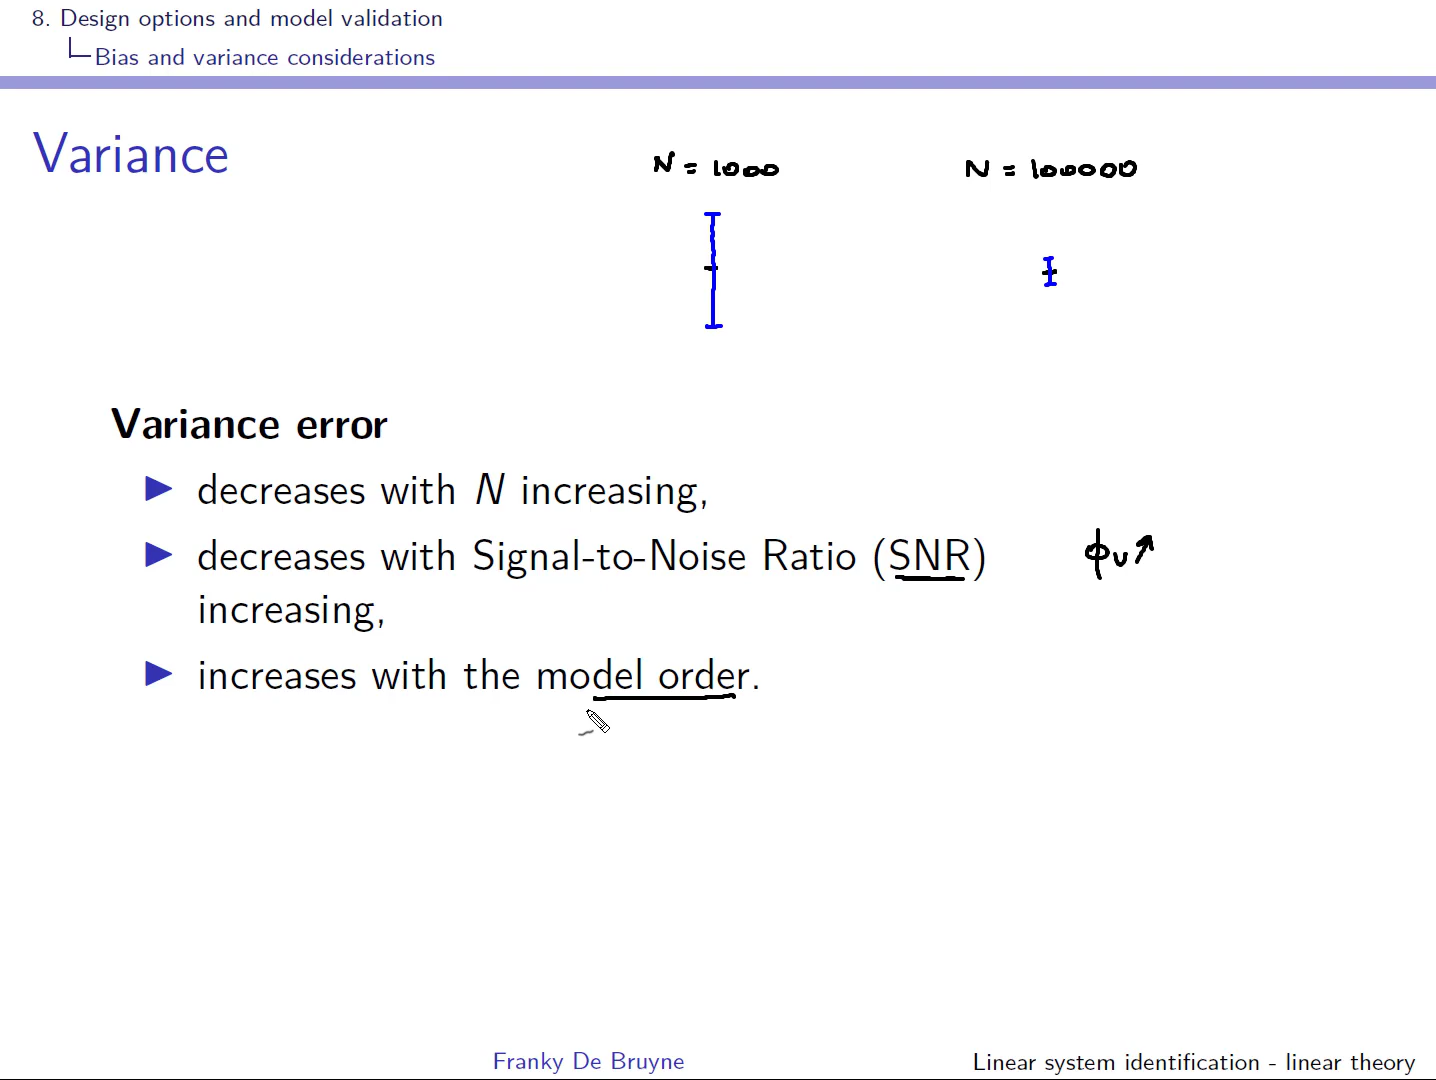 8. Design options and model validation
Bias and variance considerations
Variance
N = 1000
N = 100000
Variance error
decreases with N increasing,
decreases with Signal-to-Noise Ratio (SNR)
increasing,
ϕu↗
increases with the model order.
Franky De Bruyne
Linear system identification - linear theory